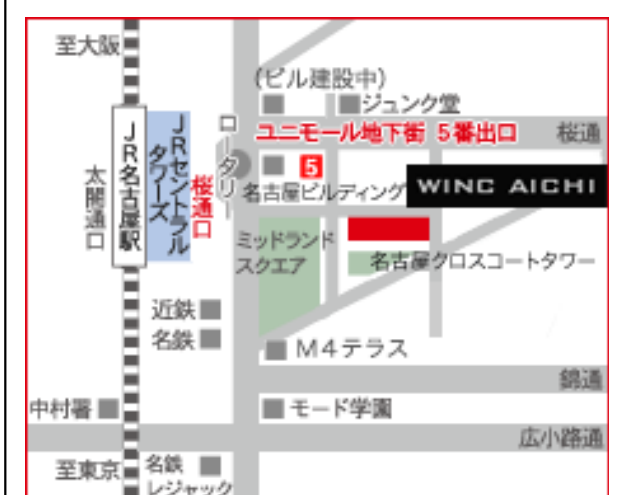 至大阪
(ビル建設中)
ジュンク堂
ユニモール地下街 5番出口
桜通
ロータリー
JR名古屋駅
JRセントラル
タワーズ
桜通口
太閤通口
5
名古屋ビルディング
WINC AICHI
ミッドランド
スクエア
名古屋クロスコートタワー
近鉄
名鉄
M4テラス
錦通
中村署
モード学園
広小路通
至東京
名鉄
レジャック